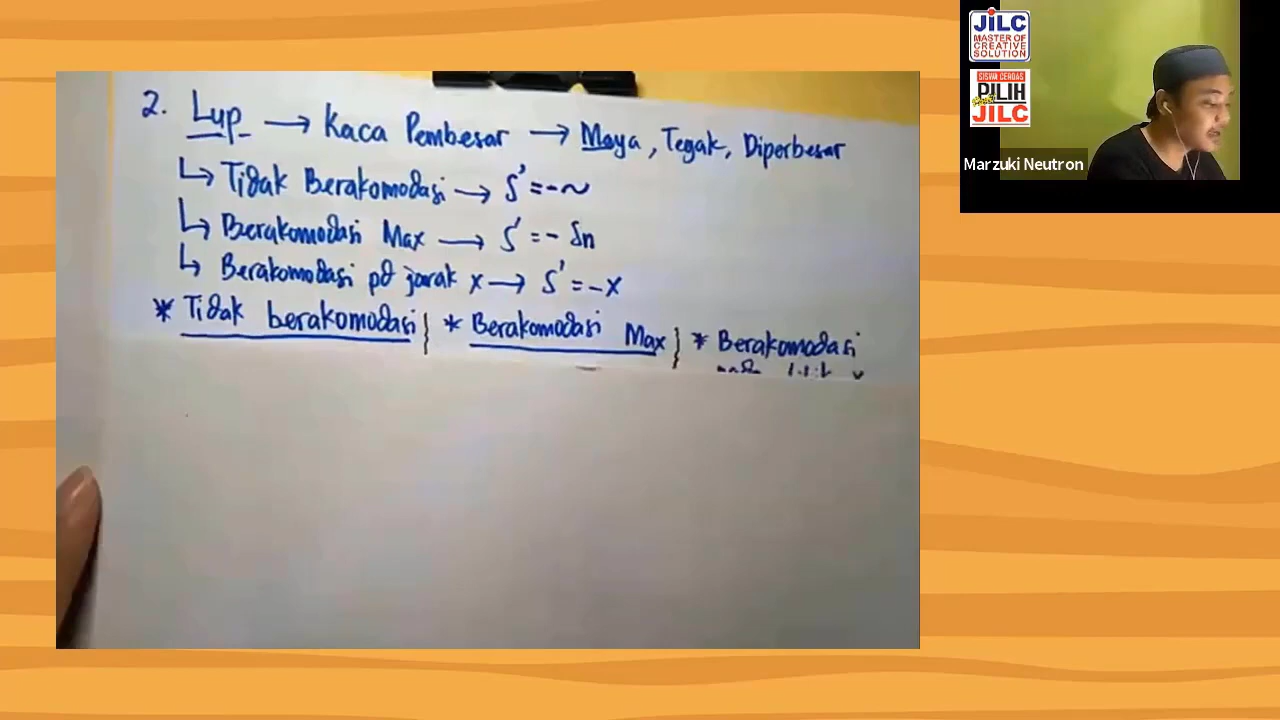 2. Lup → Kaca Pembesar → Maya, Tegak, Diperbesar
↳ Tidak Berakomodasi → S' = -~
↳ Berakomodasi Max → S' = - Sn
↳ Berakomodasi pd jarak x → S' = -x
* Tidak berakomodasi } * Berakomodasi Max } * Berakomodasi
JILC
MASTER OF
CREATIVE
SOLUTION
SISWA CERDAS
PILIH
JILC
Marzuki Neutron